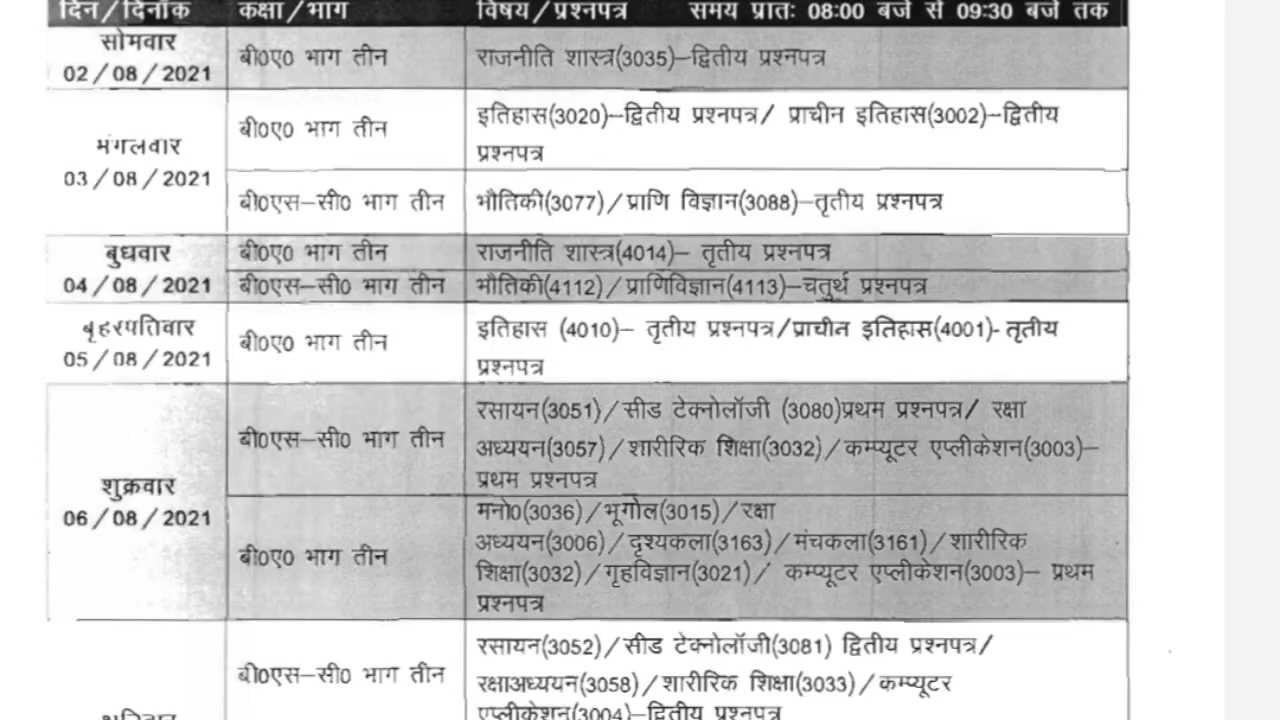 दिन/दिनाँक कक्षा/भाग विषय/प्रश्नपत्र समय प्रातः 08:00 बजे से 09:30 बजे तक
सोमवार
02/08/2021
बी0ए0 भाग तीन
राजनीति शास्त्र(3035)–द्वितीय प्रश्नपत्र
मंगलवार
03/08/2021
बी0ए0 भाग तीन
इतिहास(3020)–द्वितीय प्रश्नपत्र/ प्राचीन इतिहास(3002)–द्वितीय
प्रश्नपत्र
बी0एस–सी0 भाग तीन
भौतिकी(3077)/प्राणि विज्ञान(3088)–तृतीय प्रश्नपत्र
बुधवार
04/08/2021
बी0ए0 भाग तीन
राजनीति शास्त्र(4014)– तृतीय प्रश्नपत्र
बी0एस–सी0 भाग तीन
भौतिकी(4112)/प्राणिविज्ञान(4113)–चतुर्थ प्रश्नपत्र
बृहस्पतिवार
05/08/2021
बी0ए0 भाग तीन
इतिहास (4010)– तृतीय प्रश्नपत्र/प्राचीन इतिहास(4001)- तृतीय
प्रश्नपत्र
शुक्रवार
06/08/2021
बी0एस–सी0 भाग तीन
रसायन(3051)/सीड टेक्नोलॉजी (3080)प्रथम प्रश्नपत्र/ रक्षा
अध्ययन(3057)/शारीरिक शिक्षा(3032)/कम्प्यूटर एप्लीकेशन(3003)–
प्रथम प्रश्नपत्र
बी0ए0 भाग तीन
मनो0(3036)/भूगोल(3015)/रक्षा
अध्ययन(3006)/दृश्यकला(3163)/मंचकला(3161)/शारीरिक
शिक्षा(3032)/गृहविज्ञान(3021)/ कम्प्यूटर एप्लीकेशन(3003)– प्रथम
प्रश्नपत्र
बी0एस–सी0 भाग तीन
रसायन(3052)/सीड टेक्नोलॉजी(3081) द्वितीय प्रश्नपत्र/
रक्षाअध्ययन(3058)/शारीरिक शिक्षा(3033)/कम्प्यूटर
एप्लीकेशन(3004)–द्वितीय प्रश्नपत्र